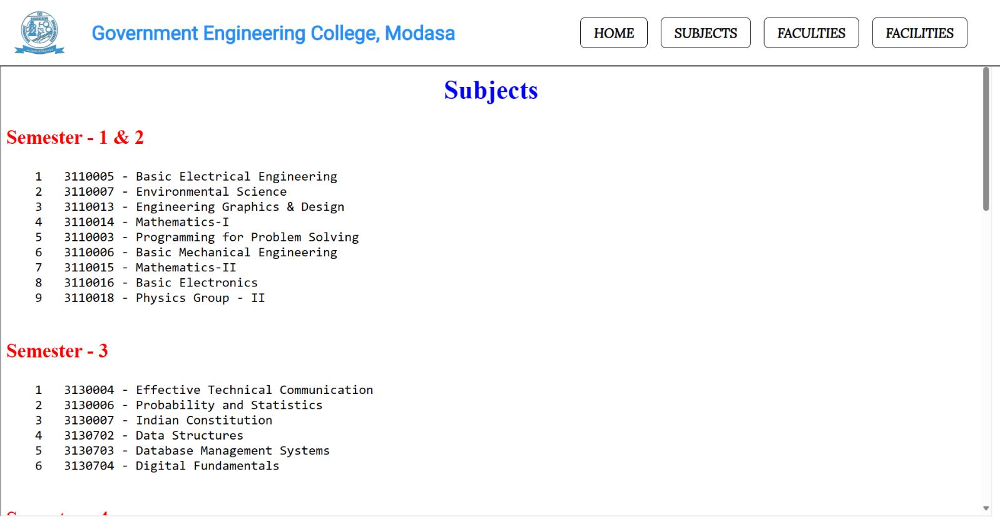 Government Engineering College, Modasa
HOME SUBJECTS FACULTIES FACILITIES
Subjects
Semester - 1 & 2
1 3110005 - Basic Electrical Engineering
2 3110007 - Environmental Science
3 3110013 - Engineering Graphics & Design
4 3110014 - Mathematics-I
5 3110003 - Programming for Problem Solving
6 3110006 - Basic Mechanical Engineering
7 3110015 - Mathematics-II
8 3110016 - Basic Electronics
9 3110018 - Physics Group - II
Semester - 3
1 3130004 - Effective Technical Communication
2 3130006 - Probability and Statistics
3 3130007 - Indian Constitution
4 3130702 - Data Structures
5 3130703 - Database Management Systems
6 3130704 - Digital Fundamentals